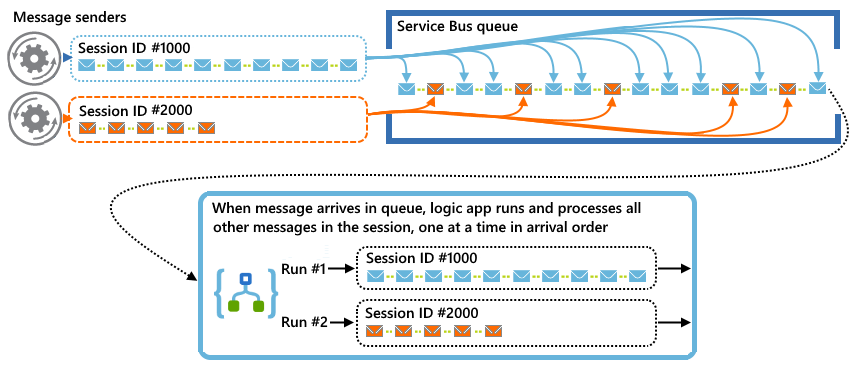 Message senders
Service Bus queue
Session ID #1000
Session ID #2000
When message arrives in queue, logic app runs and processes all
other messages in the session, one at a time in arrival order
Run #1
Session ID #1000
Run #2
Session ID #2000